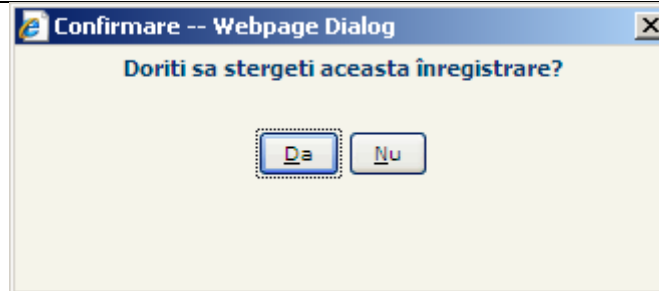 Confirmare -- Webpage Dialog
Doriti sa stergeti aceasta înregistrare?
Da Nu